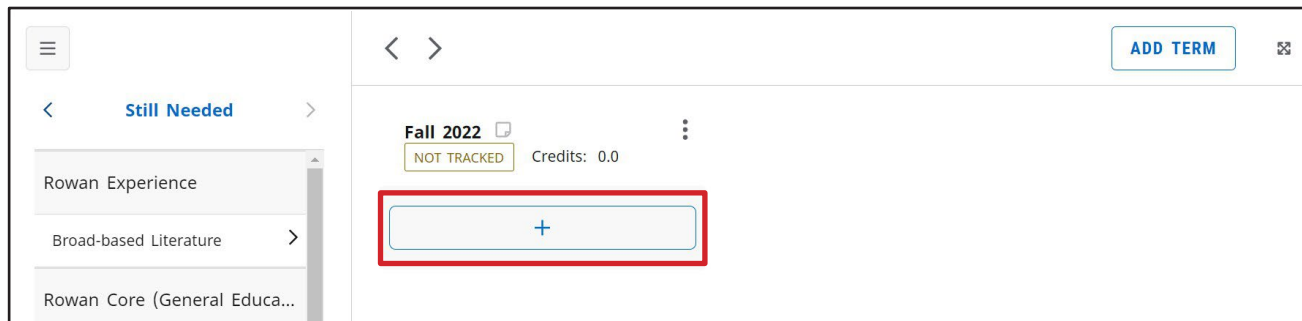 ADD TERM
Still Needed
Rowan Experience
Broad-based Literature
Rowan Core (General Educa...
Fall 2022
NOT TRACKED Credits: 0.0
+